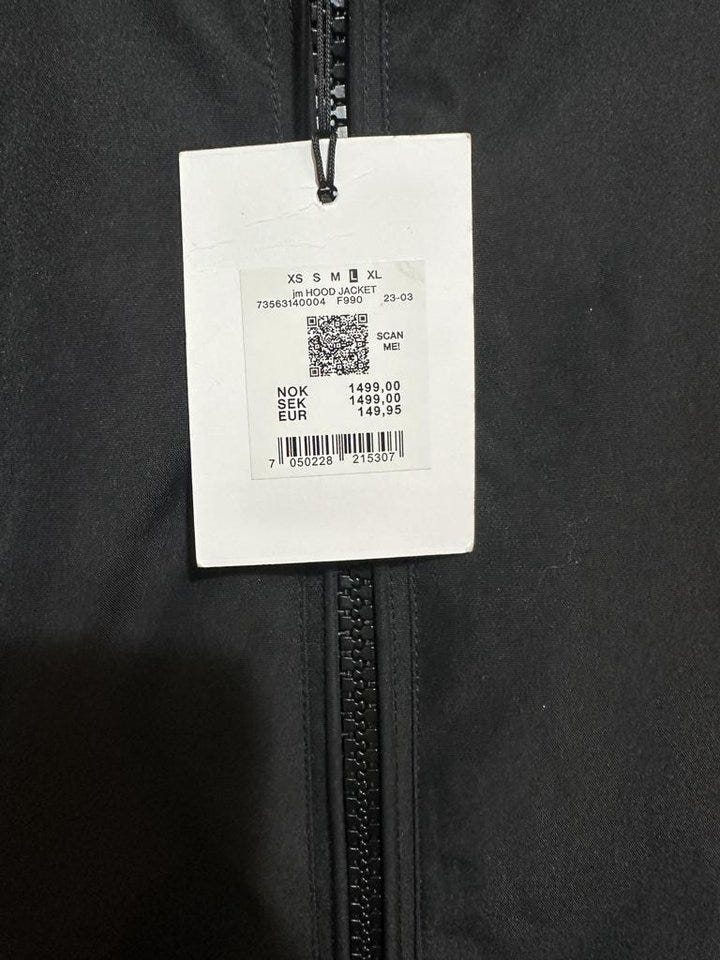 XS S M L XL
jm HOOD JACKET
73563140004 F990 23-03
SCAN
ME!
NOK 1499,00
SEK 1499,00
EUR 149,95
7 050228 215307